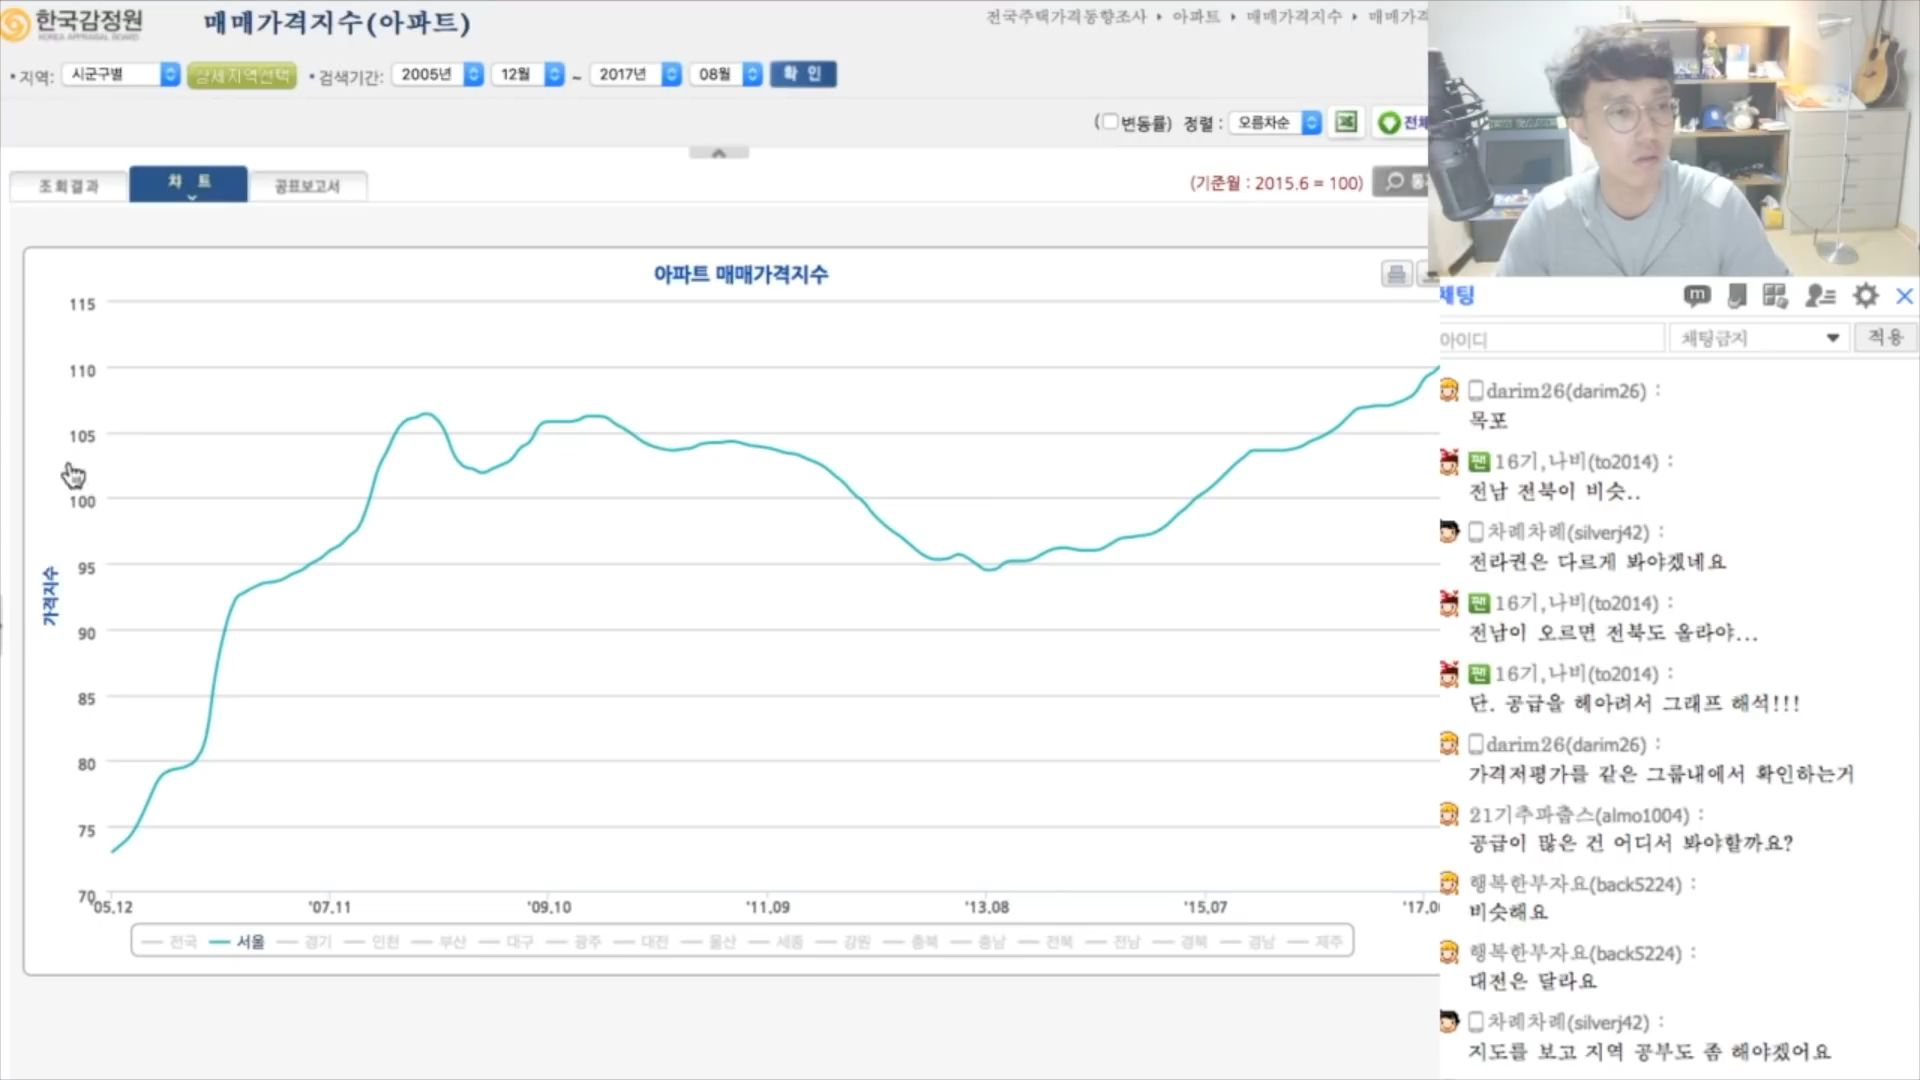 한국감정원
KOREA APPRAISAL BOARD
매매가격지수(아파트)
전국주택가격동향조사 ▸ 아파트 ▸ 매매가격지수 ▸ 매매가격
• 지역: 시군구별 상세지역선택 • 검색기간: 2005년 12월 ~ 2017년 08월 확 인
(변동률) 정렬 : 오름차순 전체
조회결과 차 트 공표보고서
(기준월 : 2015.6 = 100) 통
아파트 매매가격지수
가격지수
115
110
105
100
95
90
85
80
75
70
'05,12 '07,11 '09,10 '11,09 '13,08 '15,07 '17,0
전국 서울 경기 인천 부산 대구 광주 대전 울산 세종 강원 충북 충남 전북 전남 경북 경남 제주
채팅
아이디 채팅금지 적용
darim26(darim26) :
목포
팬 16기,나비(to2014) :
전남 전북이 비슷..
차례차례(silverj42) :
전라권은 다르게 봐야겠네요
팬 16기,나비(to2014) :
전남이 오르면 전북도 올라야...
팬 16기,나비(to2014) :
단. 공급을 헤아려서 그래프 해석!!!
darim26(darim26) :
가격저평가를 같은 그룹내에서 확인하는거
21기추파춥스(almo1004) :
공급이 많은 건 어디서 봐야할까요?
행복한부자요(back5224) :
비슷해요
행복한부자요(back5224) :
대전은 달라요
차례차례(silverj42) :
지도를 보고 지역 공부도 좀 해야겠어요